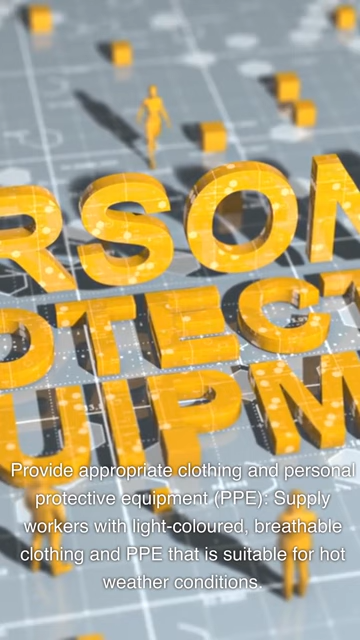 RSON
OTECT
UIPM
Provide appropriate clothing and personal
protective equipment (PPE): Supply
workers with light-coloured, breathable
clothing and PPE that is suitable for hot
weather conditions.